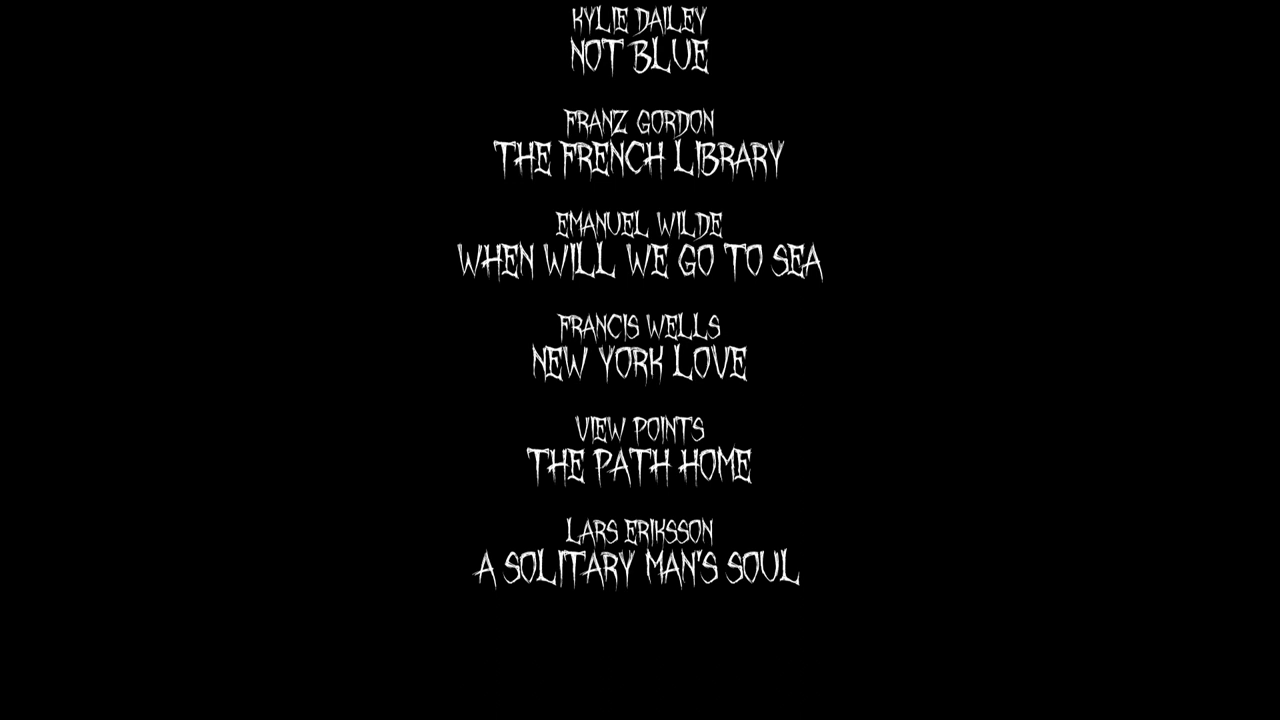 KYLIE DAILEY
NOT BLUE
FRANZ GORDON
THE FRENCH LIBRARY
EMANUEL WILDE
WHEN WILL WE GO TO SEA
FRANCIS WELLS
NEW YORK LOVE
VIEW POINTS
THE PATH HOME
LARS ERIKSSON
A SOLITARY MAN'S SOUL